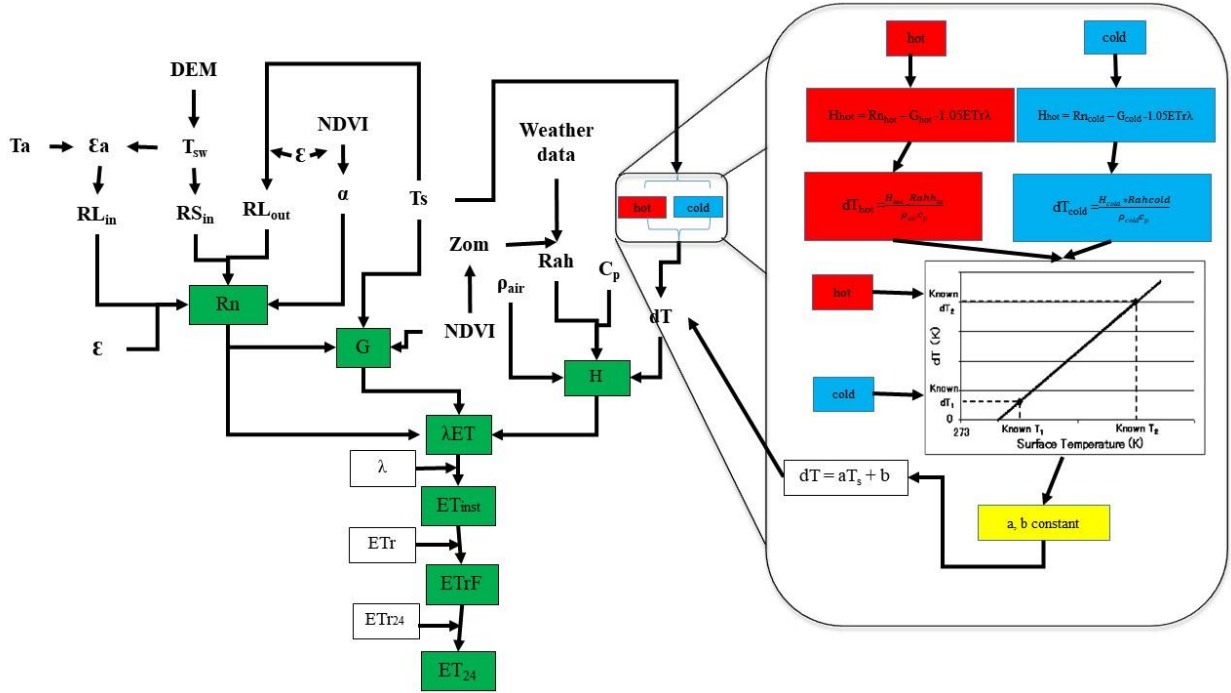 DEM
NDVI
Ta
Ɛa
Tsw
Ɛ
RLin
RSin
RLout
α
Ts
Rn
Ɛ
G
Weather
data
Zom
Rah
Cp
ρair
NDVI
dT
H
hot
cold
λET
λ
ETinst
ETr
ETrF
ETr24
ET24
hot
cold
Hhot = Rnhot – Ghot -1.05ETrλ
Hhot = Rncold – Gcold -1.05ETrλ
dThot =
dTcold = Hcold *Rahcold
ρcoldcp
hot
cold
Known
dT2
dT (K)
Known
dT1
0
273
Known T1
Known T2
Surface Temperature (K)
dT = aTs + b
a, b constant